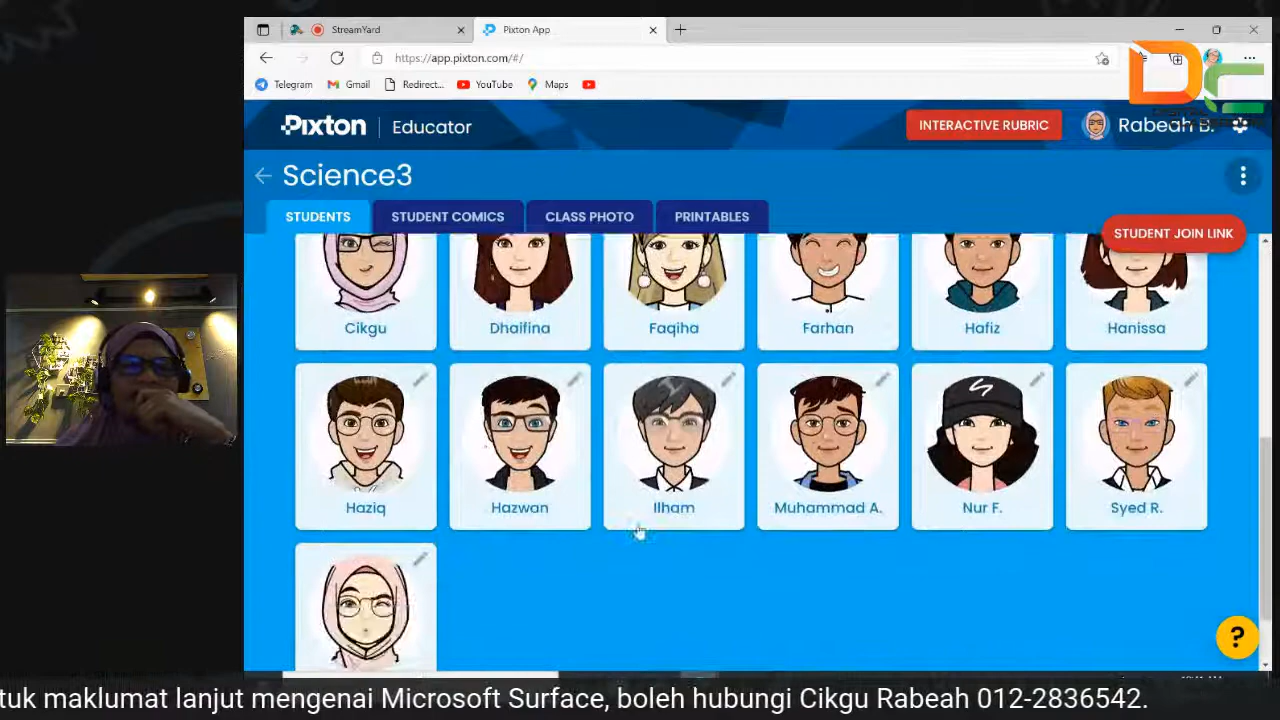 StreamYard
Pixton App
https://app.pixton.com/#/
Telegram
Gmail
Redirect...
YouTube
Maps
Pixton
Educator
INTERACTIVE RUBRIC
Rabeah B.
Science3
STUDENTS
STUDENT COMICS
CLASS PHOTO
PRINTABLES
STUDENT JOIN LINK
Cikgu
Dhaifina
Faqiha
Farhan
Hafiz
Hanissa
Haziq
Hazwan
Ilham
Muhammad A.
Nur F.
Syed R.
?
tuk maklumat lanjut mengenai Microsoft Surface, boleh hubungi Cikgu Rabeah 012-2836542.